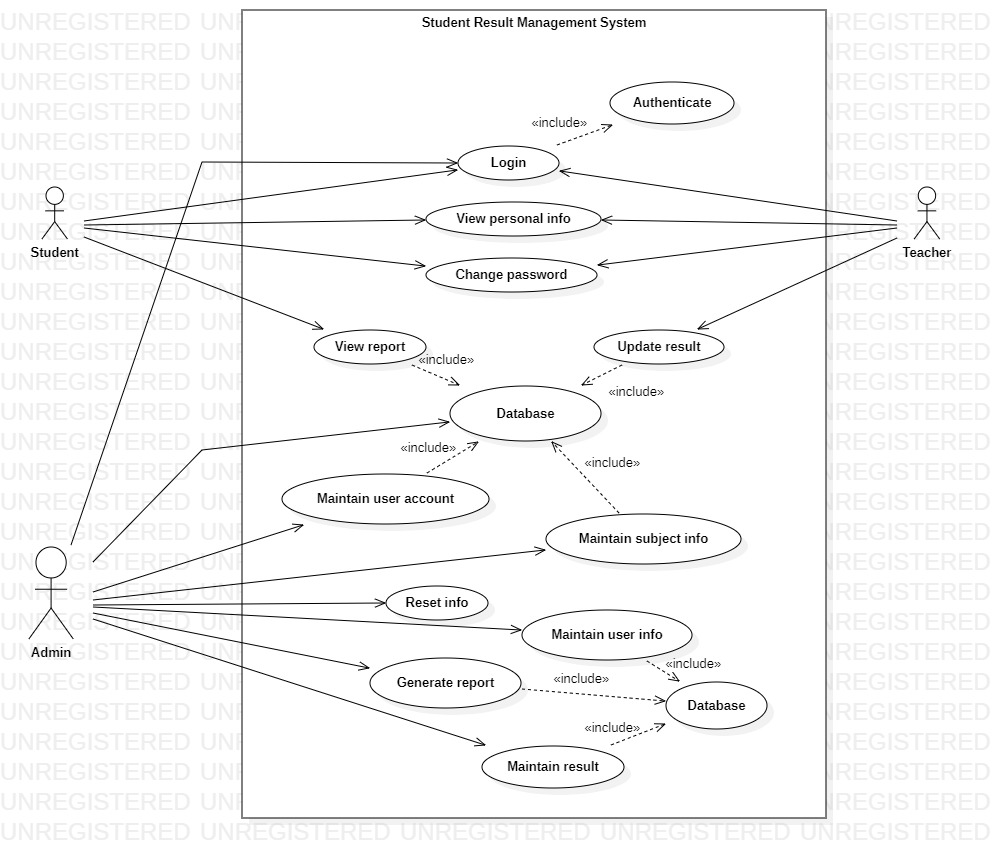 UNREGISTERED
Student Result Management System
Authenticate
«include»
Login
View personal info
Student
Teacher
Change password
View report
Update result
«include»
«include»
Database
«include»
«include»
Maintain user account
Maintain subject info
Reset info
Maintain user info
Admin
«include»
Generate report
«include»
Database
«include»
Maintain result
UNREGISTERED UNREGISTERED UNREGISTERED UNREGISTERED UNREGISTERED